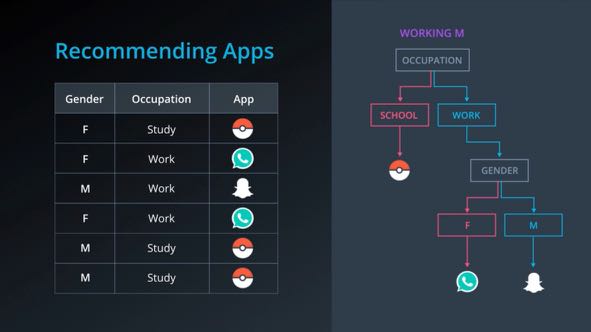 Recommending Apps
Gender Occupation App
F Study
F Work
M Work
F Work
M Study
M Study
WORKING M
OCCUPATION
SCHOOL WORK
GENDER
F M